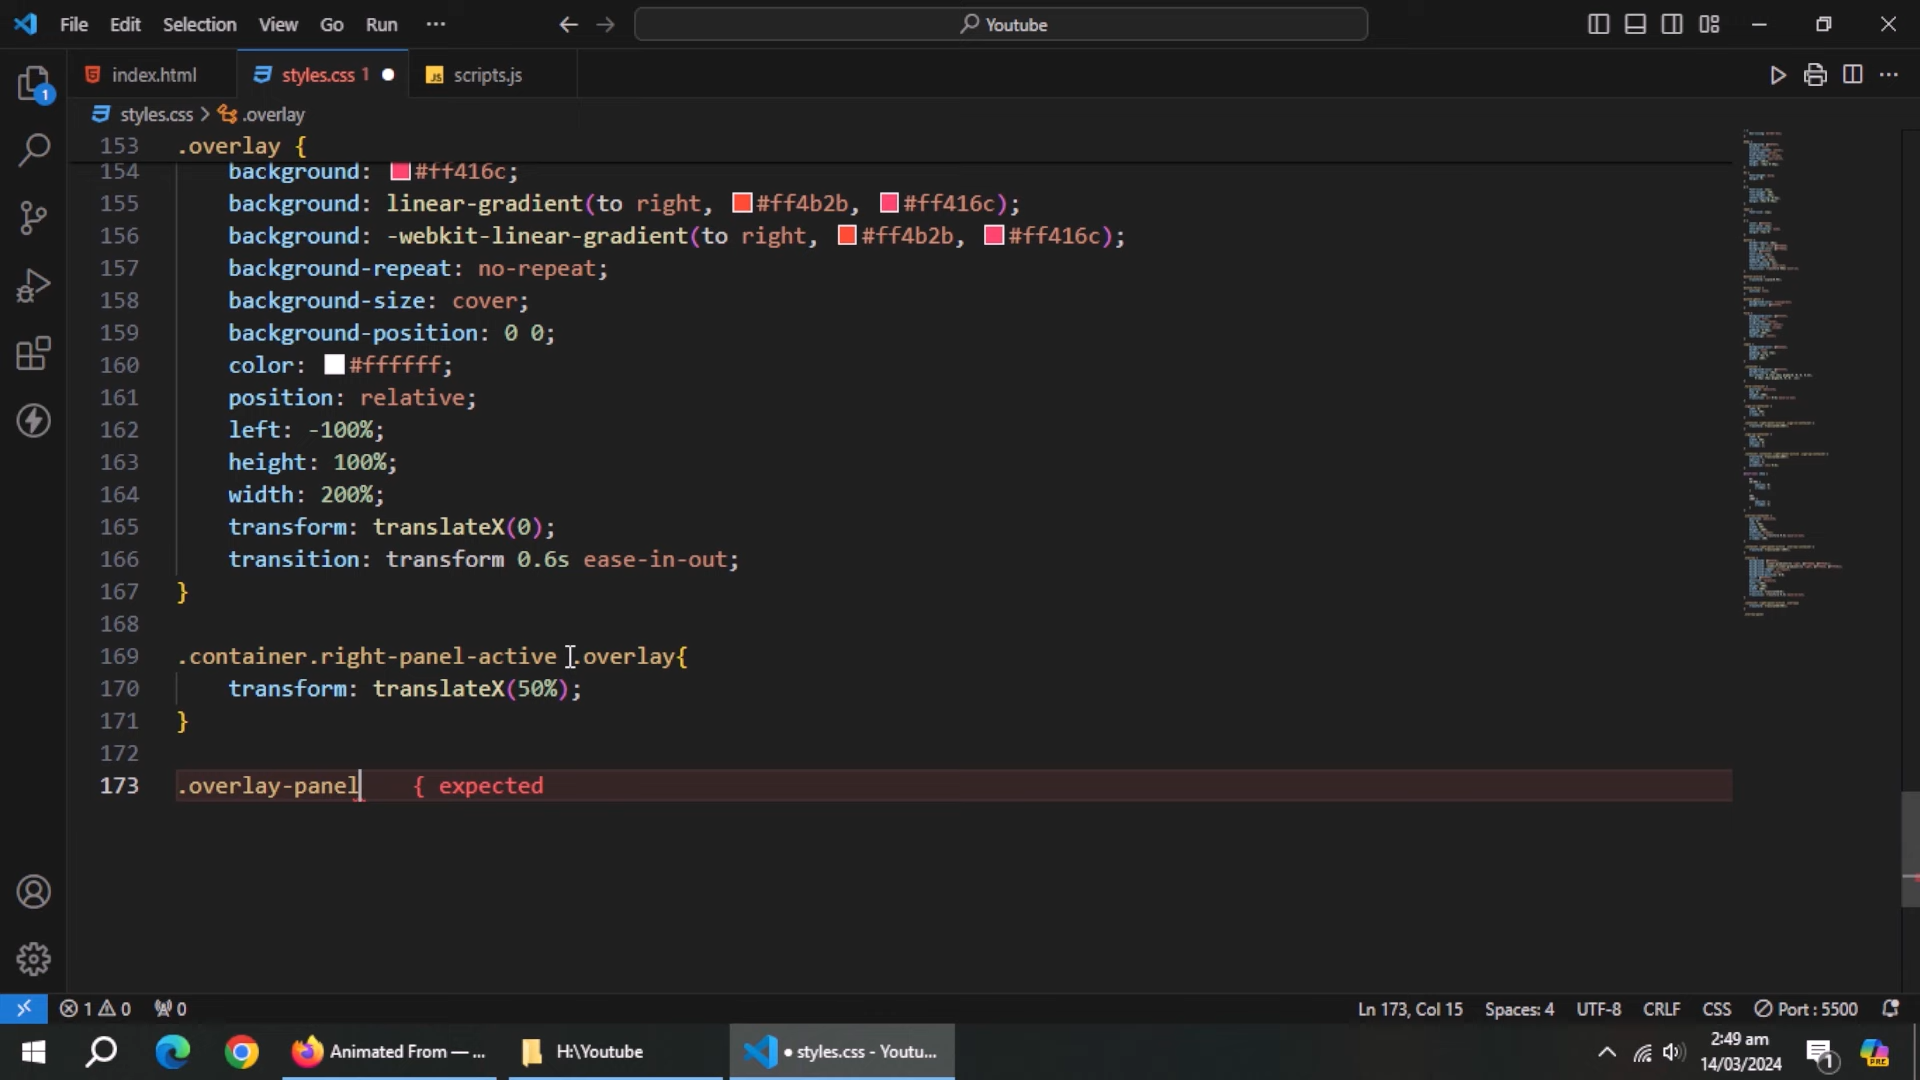 File Edit Selection View Go Run ··· Youtube
index.html styles.css 1 scripts.js
styles.css > .overlay
153 .overlay {
154 background: #ff416c;
155 background: linear-gradient(to right, #ff4b2b, #ff416c);
156 background: -webkit-linear-gradient(to right, #ff4b2b, #ff416c);
157 background-repeat: no-repeat;
158 background-size: cover;
159 background-position: 0 0;
160 color: #ffffff;
161 position: relative;
162 left: -100%;
163 height: 100%;
164 width: 200%;
165 transform: translateX(0);
166 transition: transform 0.6s ease-in-out;
167 }
168
169 .container.right-panel-active .overlay{
170 transform: translateX(50%);
171 }
172
173 .overlay-panel { expected
1 0 0 Ln 173, Col 15 Spaces: 4 UTF-8 CRLF CSS Port : 5500
Animated From — ... H:\Youtube ● styles.css - Youtu... 2:49 am
14/03/2024